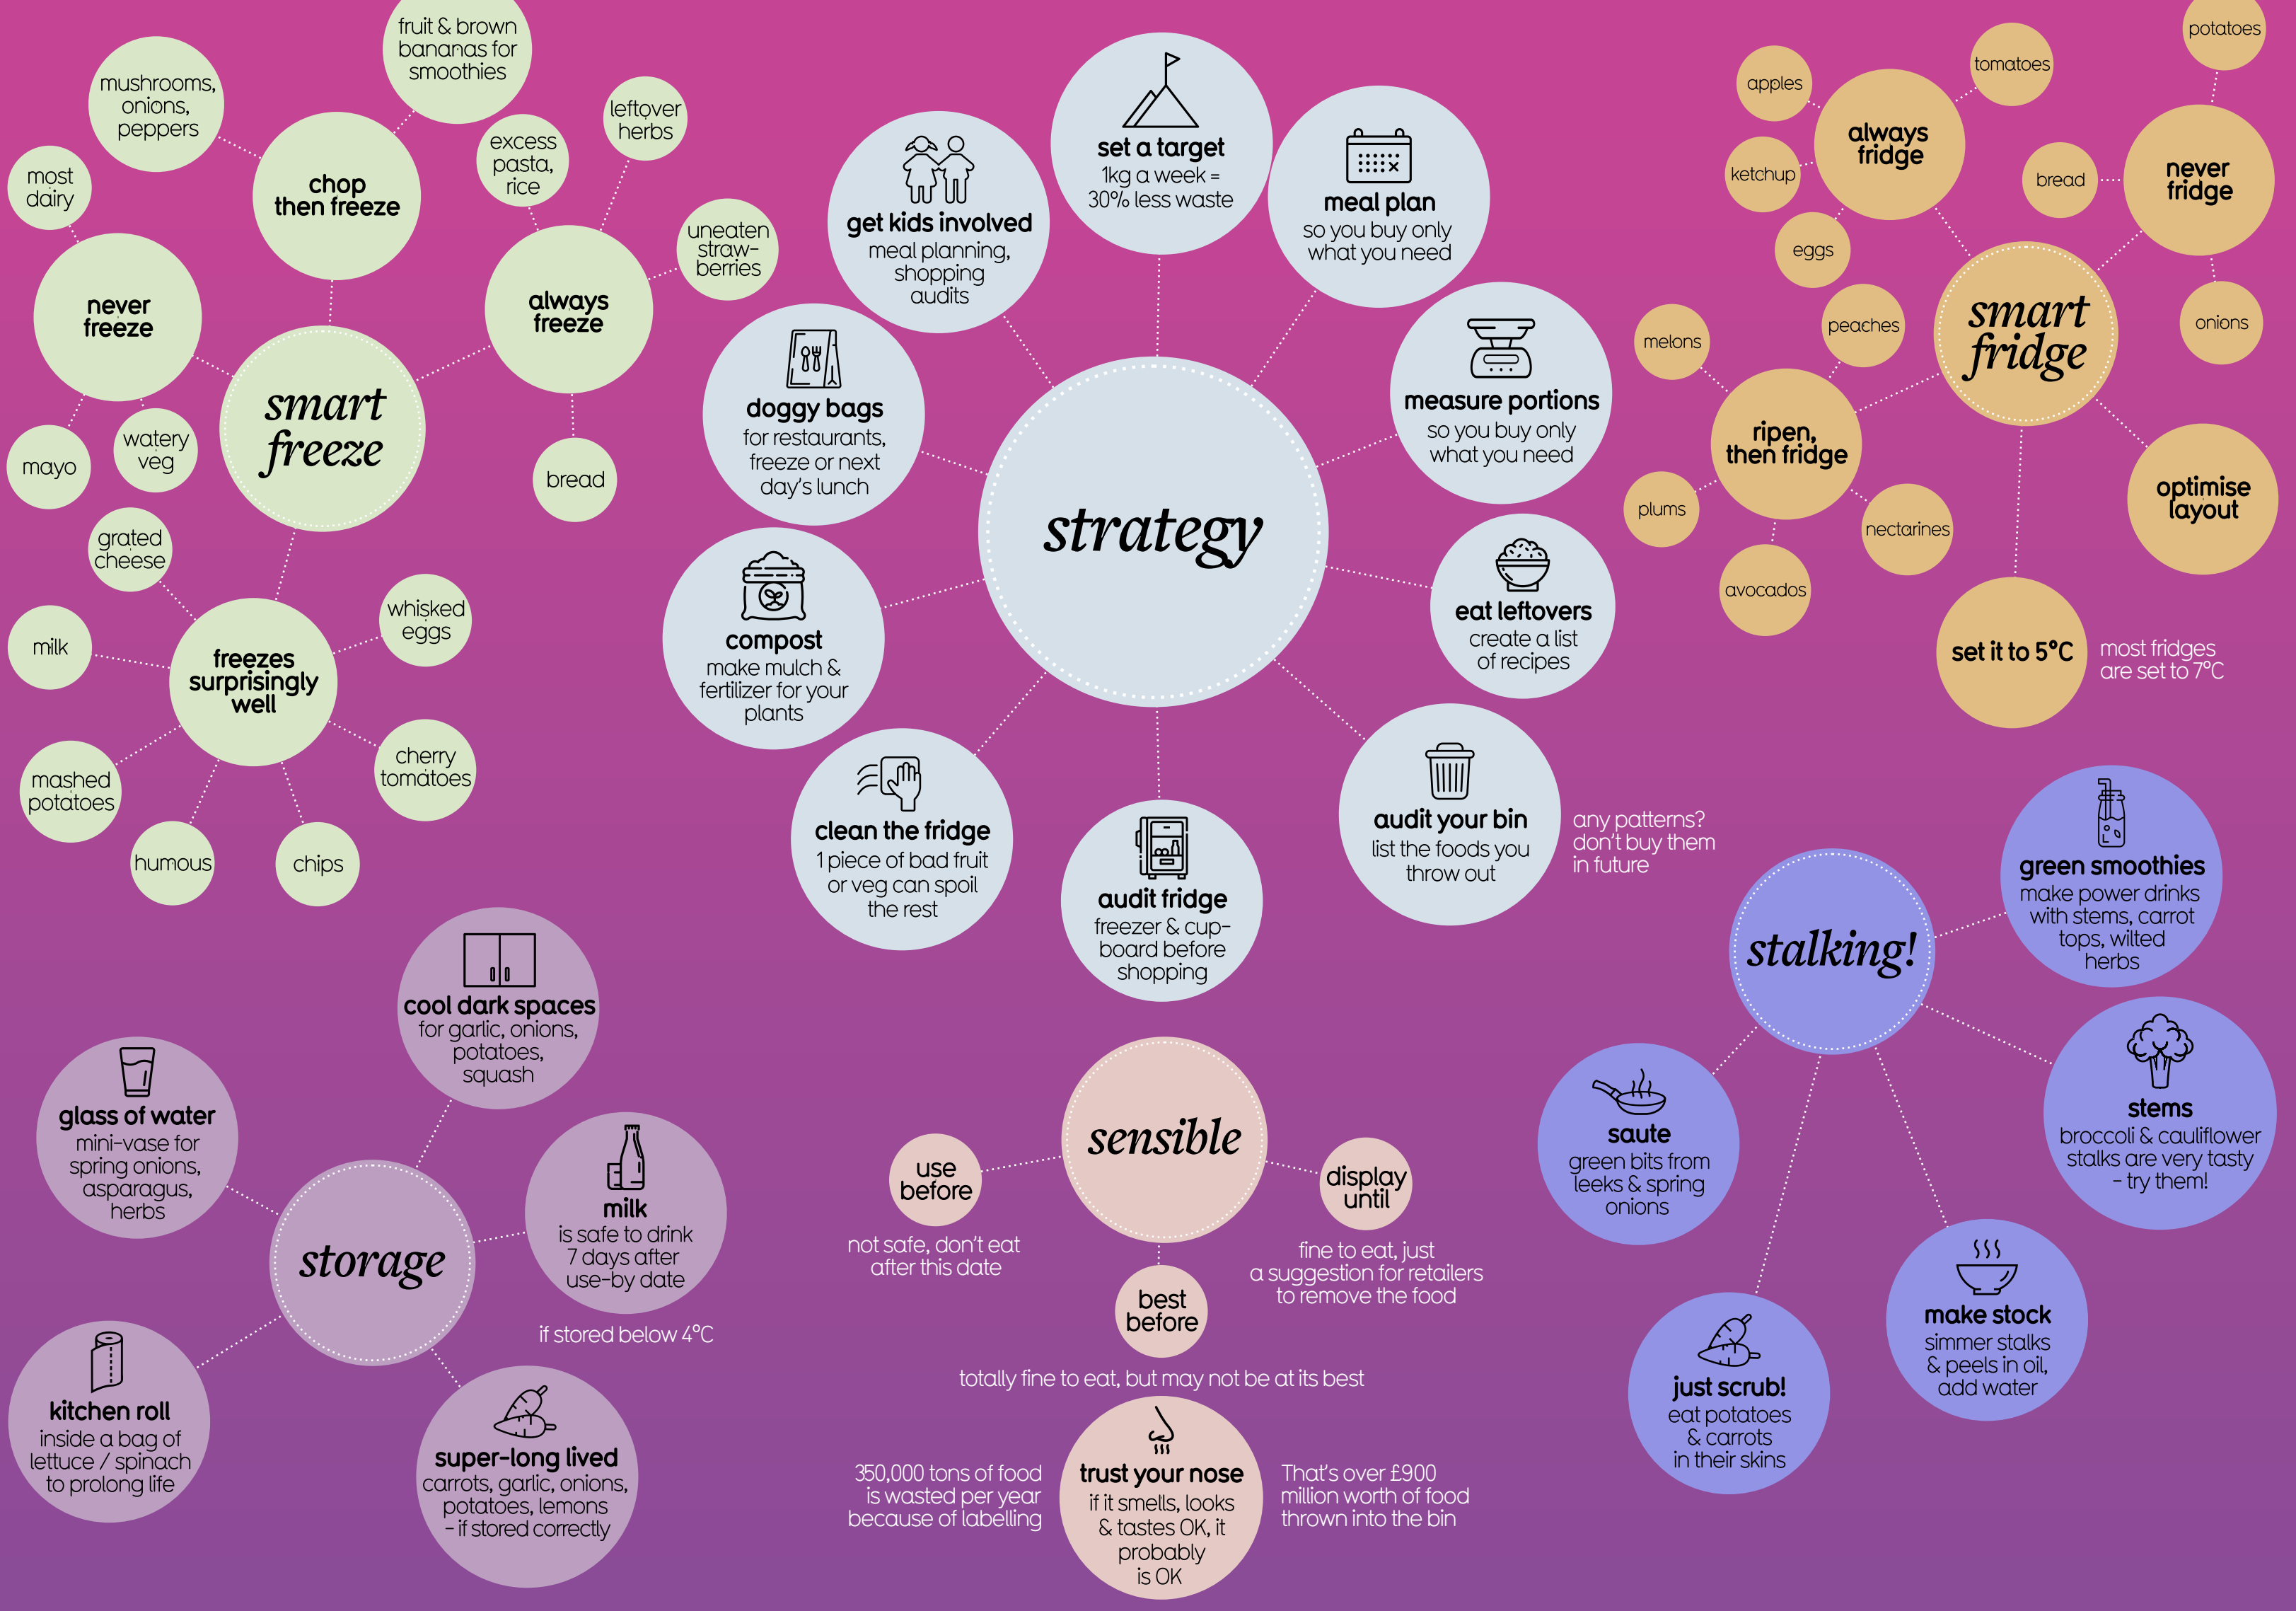 smart
freeze
chop
then freeze
mushrooms,
onions,
peppers
fruit & brown
bananas for
smoothies
never
freeze
most
dairy
mayo
watery
veg
always
freeze
excess
pasta,
rice
leftover
herbs
uneaten
straw-
berries
bread
freezes
surprisingly
well
grated
cheese
milk
mashed
potatoes
humous
chips
cherry
tomatoes
whisked
eggs
strategy
set a target
1kg a week =
30% less waste
meal plan
so you buy only
what you need
measure portions
so you buy only
what you need
eat leftovers
create a list
of recipes
audit your bin
list the foods you
throw out
any patterns?
don't buy them
in future
audit fridge
freezer & cup-
board before
shopping
clean the fridge
1 piece of bad fruit
or veg can spoil
the rest
compost
make mulch &
fertilizer for your
plants
doggy bags
for restaurants,
freeze or next
day's lunch
get kids involved
meal planning,
shopping
audits
smart
fridge
always
fridge
apples
tomatoes
ketchup
eggs
never
fridge
potatoes
bread
onions
ripen,
then fridge
melons
peaches
plums
avocados
nectarines
optimise
layout
set it to 5°C
most fridges
are set to 7°C
storage
cool dark spaces
for garlic, onions,
potatoes,
squash
glass of water
mini-vase for
spring onions,
asparagus,
herbs
milk
is safe to drink
7 days after
use-by date
if stored below 4°C
kitchen roll
inside a bag of
lettuce / spinach
to prolong life
super-long lived
carrots, garlic, onions,
potatoes, lemons
- if stored correctly
sensible
use
before
not safe, don't eat
after this date
best
before
totally fine to eat, but may not be at its best
display
until
fine to eat, just
a suggestion for retailers
to remove the food
trust your nose
if it smells, looks
& tastes OK, it
probably
is OK
350,000 tons of food
is wasted per year
because of labelling
That's over £900
million worth of food
thrown into the bin
stalking!
green smoothies
make power drinks
with stems, carrot
tops, wilted
herbs
stems
broccoli & cauliflower
stalks are very tasty
- try them!
saute
green bits from
leeks & spring
onions
make stock
simmer stalks
& peels in oil,
add water
just scrub!
eat potatoes
& carrots
in their skins